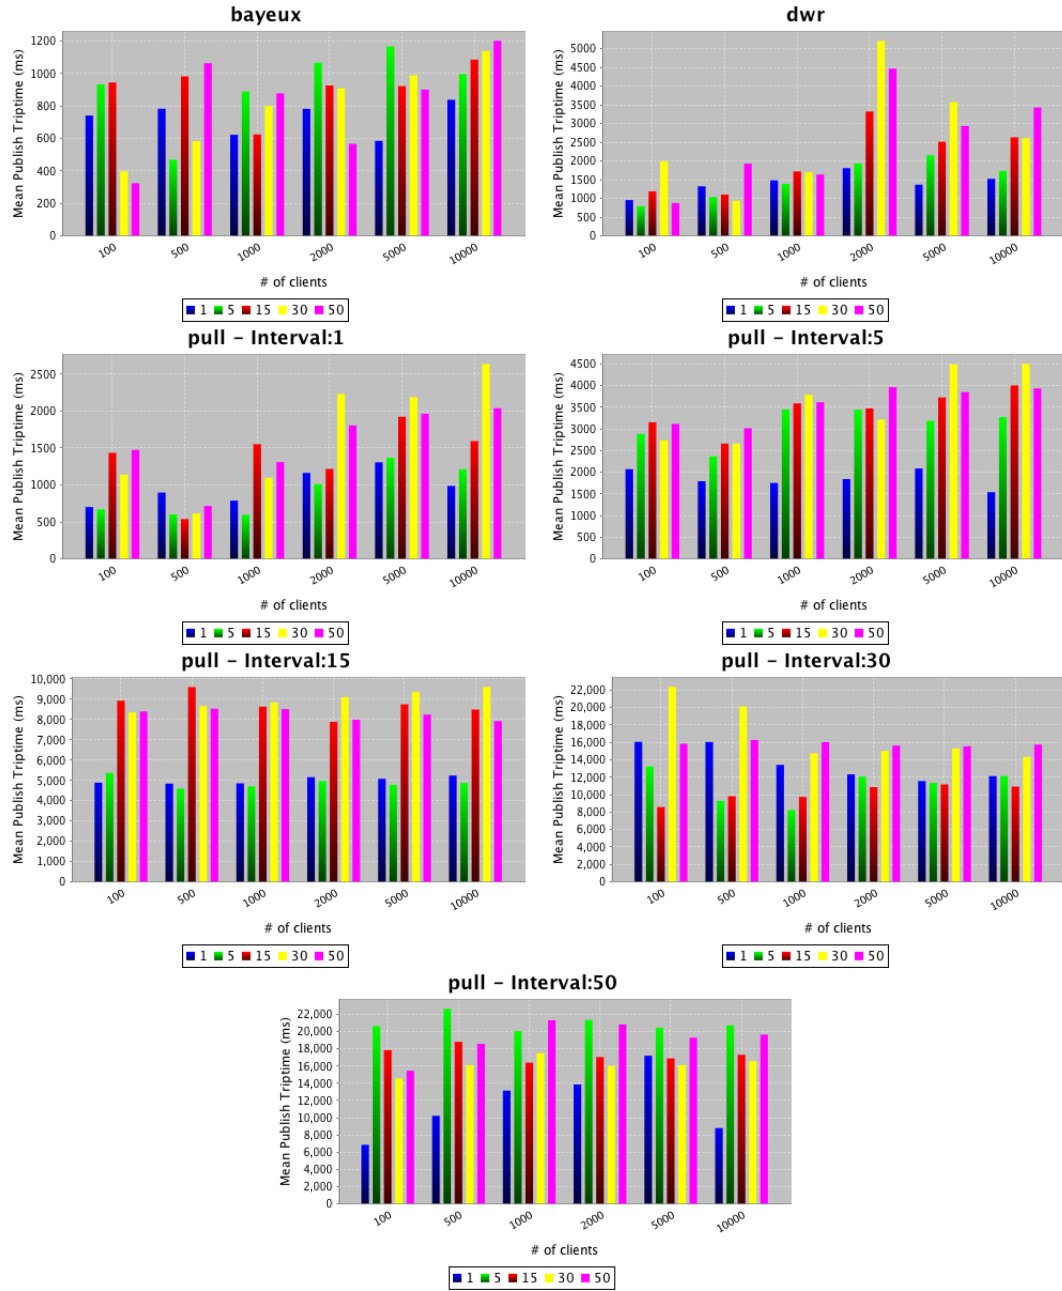 bayeux
Mean Publish Triptime (ms)
1200
1000
800
600
400
200
0
100 500 1000 2000 5000 10000
# of clients
1 5 15 30 50
dwr
Mean Publish Triptime (ms)
5000
4500
4000
3500
3000
2500
2000
1500
1000
500
0
100 500 1000 2000 5000 10000
# of clients
1 5 15 30 50
pull - Interval:1
Mean Publish Triptime (ms)
2500
2000
1500
1000
500
0
100 500 1000 2000 5000 10000
# of clients
1 5 15 30 50
pull - Interval:5
Mean Publish Triptime (ms)
4500
4000
3500
3000
2500
2000
1500
1000
500
0
100 500 1000 2000 5000 10000
# of clients
1 5 15 30 50
pull - Interval:15
Mean Publish Triptime (ms)
10,000
9,000
8,000
7,000
6,000
5,000
4,000
3,000
2,000
1,000
0
100 500 1000 2000 5000 10000
# of clients
1 5 15 30 50
pull - Interval:30
Mean Publish Triptime (ms)
22,000
20,000
18,000
16,000
14,000
12,000
10,000
8,000
6,000
4,000
2,000
0
100 500 1000 2000 5000 10000
# of clients
1 5 15 30 50
pull - Interval:50
Mean Publish Triptime (ms)
22,000
20,000
18,000
16,000
14,000
12,000
10,000
8,000
6,000
4,000
2,000
0
100 500 1000 2000 5000 10000
# of clients
1 5 15 30 50